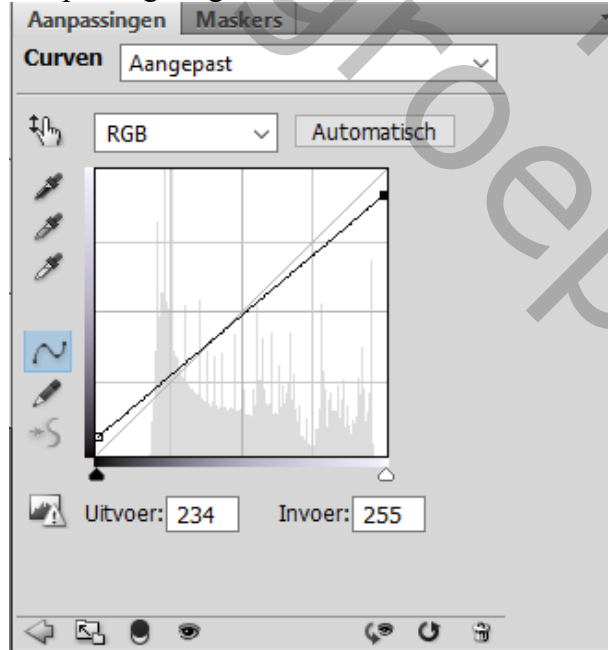 Aanpassingen Maskers
Curven Aangepast
RGB Automatisch
Uitvoer: 234 Invoer: 255